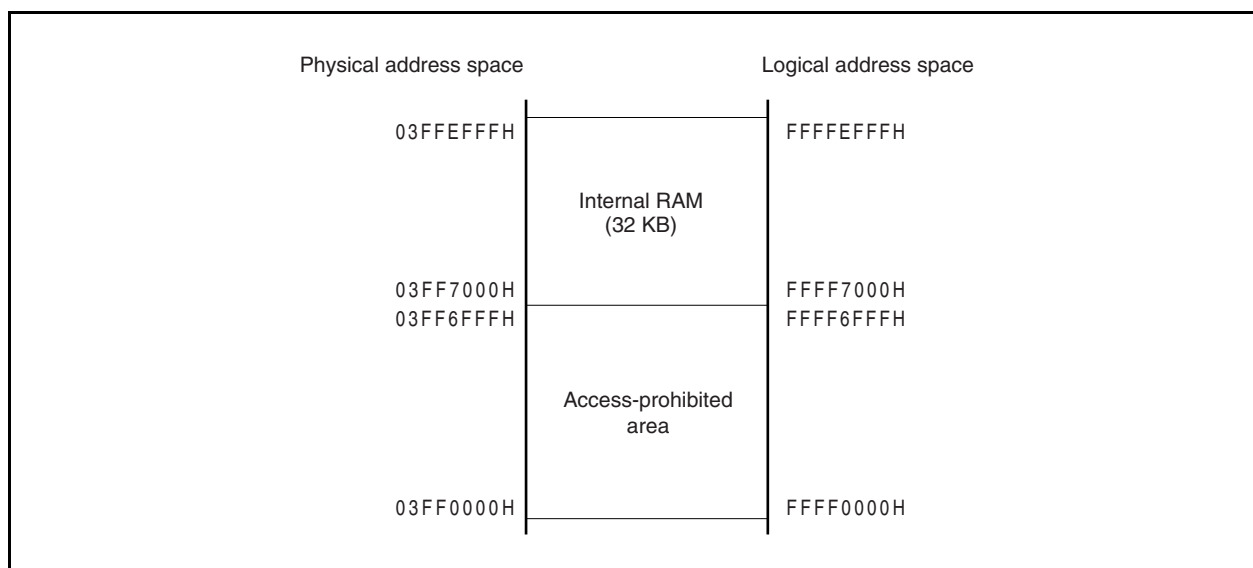 Physical address space
Logical address space
03FFEFFFH
FFFFEFFFH
Internal RAM
(32 KB)
03FF7000H
FFFF7000H
03FF6FFFH
FFFF6FFFH
Access-prohibited
area
03FF0000H
FFFF0000H